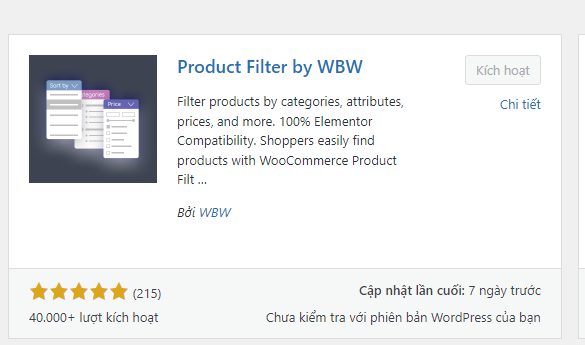 Sort by
Categories
Price
Product Filter by WBW
Kích hoạt
Chi tiết
Filter products by categories, attributes,
prices, and more. 100% Elementor
Compatibility. Shoppers easily find
products with WooCommerce Product
Filt ...
Bởi WBW
(215)
Cập nhật lần cuối: 7 ngày trước
40.000+ lượt kích hoạt
Chưa kiểm tra với phiên bản WordPress của bạn